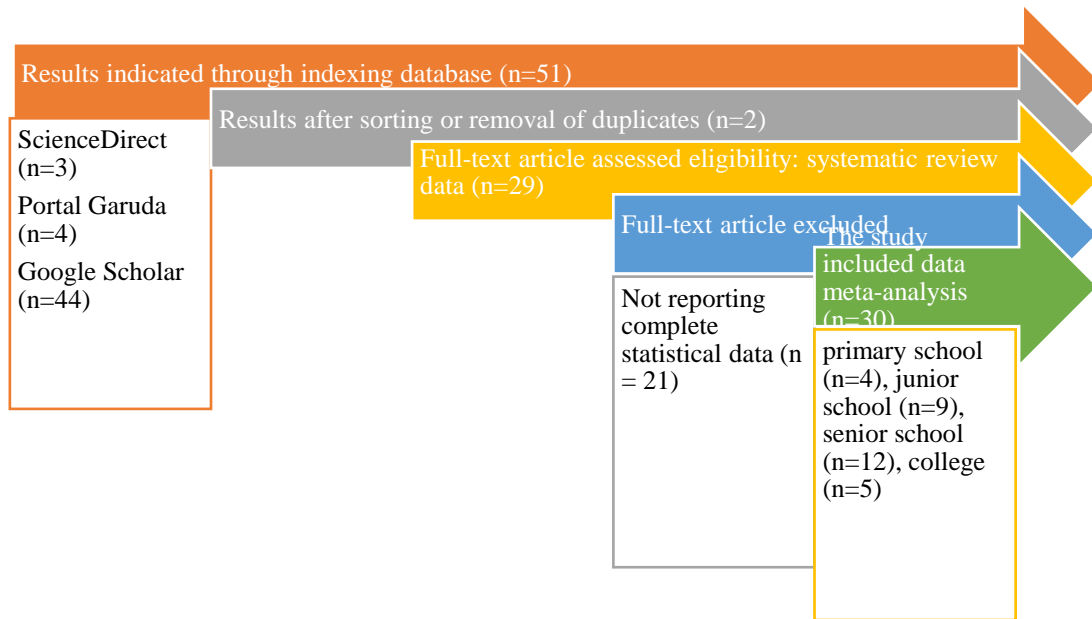 Results indicated through indexing database (n=51)
ScienceDirect
(n=3)
Portal Garuda
(n=4)
Google Scholar
(n=44)
Results after sorting or removal of duplicates (n=2)
Full-text article assessed eligibility: systematic review
data (n=29)
Full-text article excluded
Not reporting
complete
statistical data (n
= 21)
The study
included data
meta-analysis
(n=30)
primary school
(n=4), junior
school (n=9),
senior school
(n=12), college
(n=5)